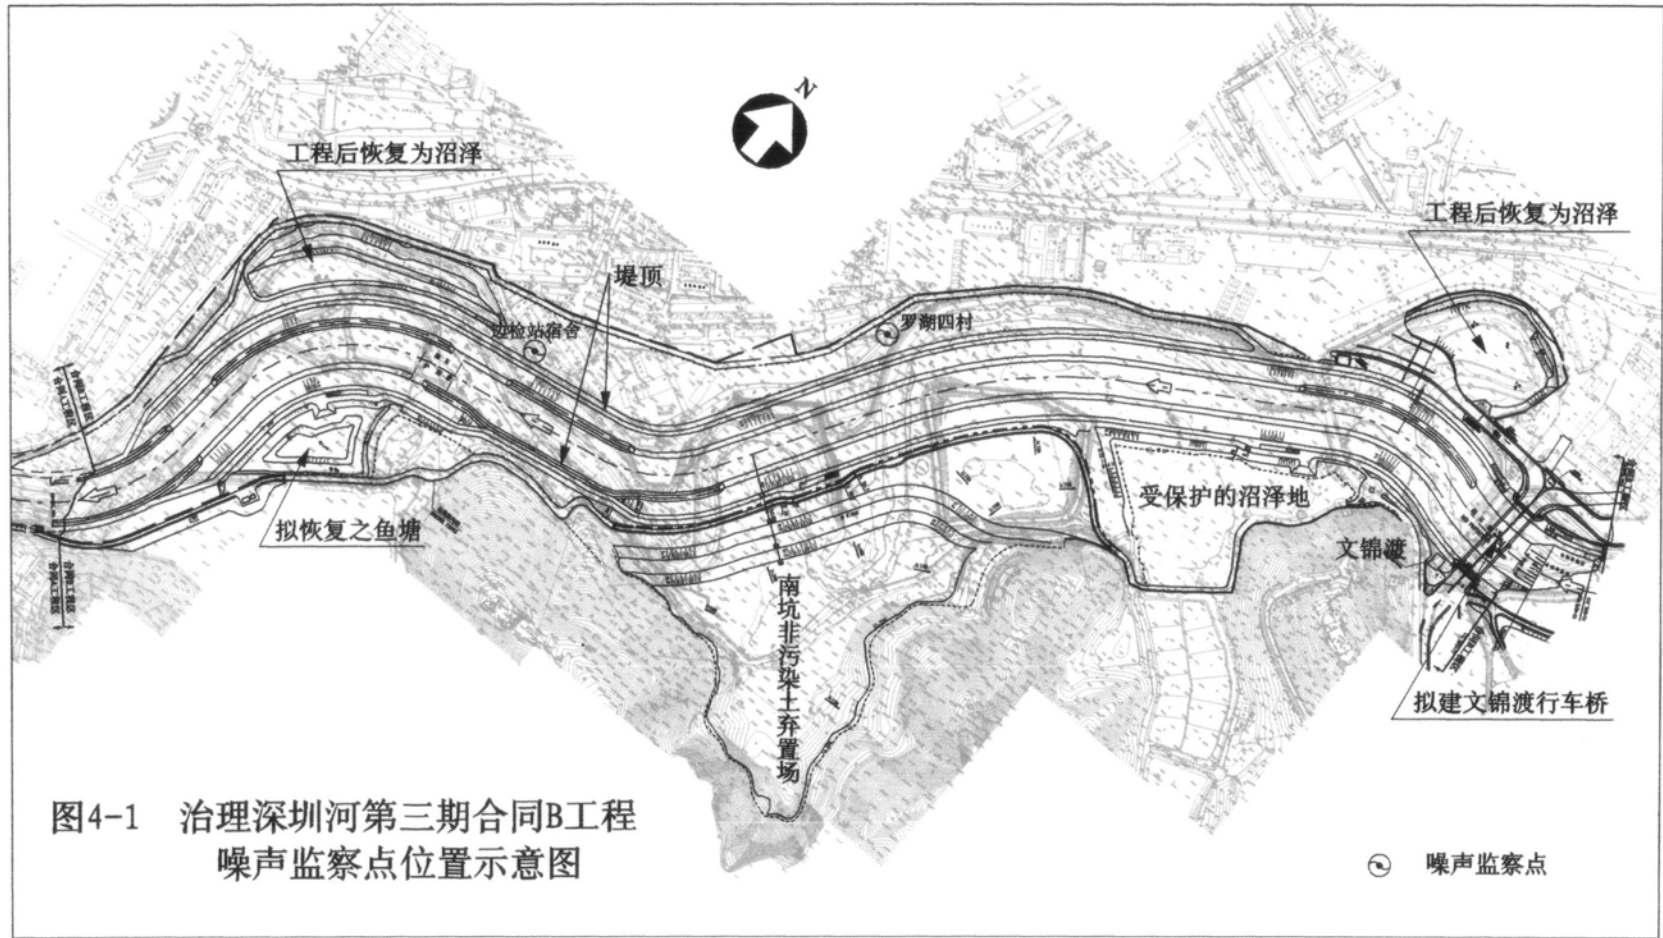 N
工程后恢复为沼泽
工程后恢复为沼泽
堤顶
边检站宿舍
罗湖四村
受保护的沼泽地
拟恢复之鱼塘
文锦渡
南坑非污染土弃置场
拟建文锦渡行车桥
图4-1 治理深圳河第三期合同B工程
噪声监察点位置示意图
噪声监察点